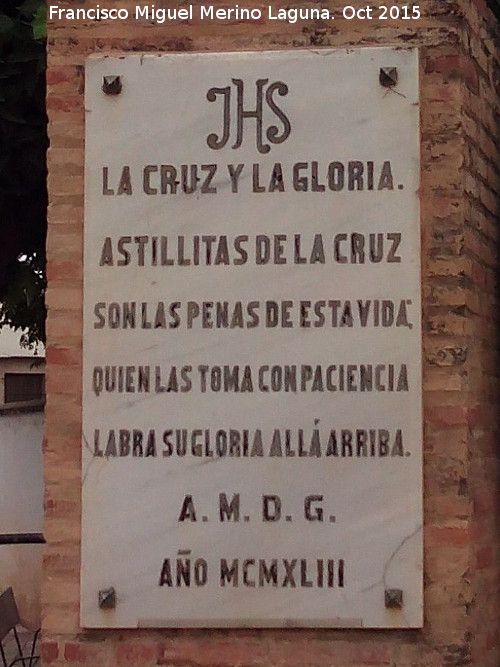 Francisco Miguel Merino Laguna. Oct 2015
JHS
LA CRUZ Y LA GLORIA.
ASTILLITAS DE LA CRUZ
SON LAS PENAS DE ESTA VIDA;
QUIEN LAS TOMA CON PACIENCIA
LABRA SU GLORIA ALLÁ ARRIBA.
A. M. D. G.
AÑO MCMXLIII